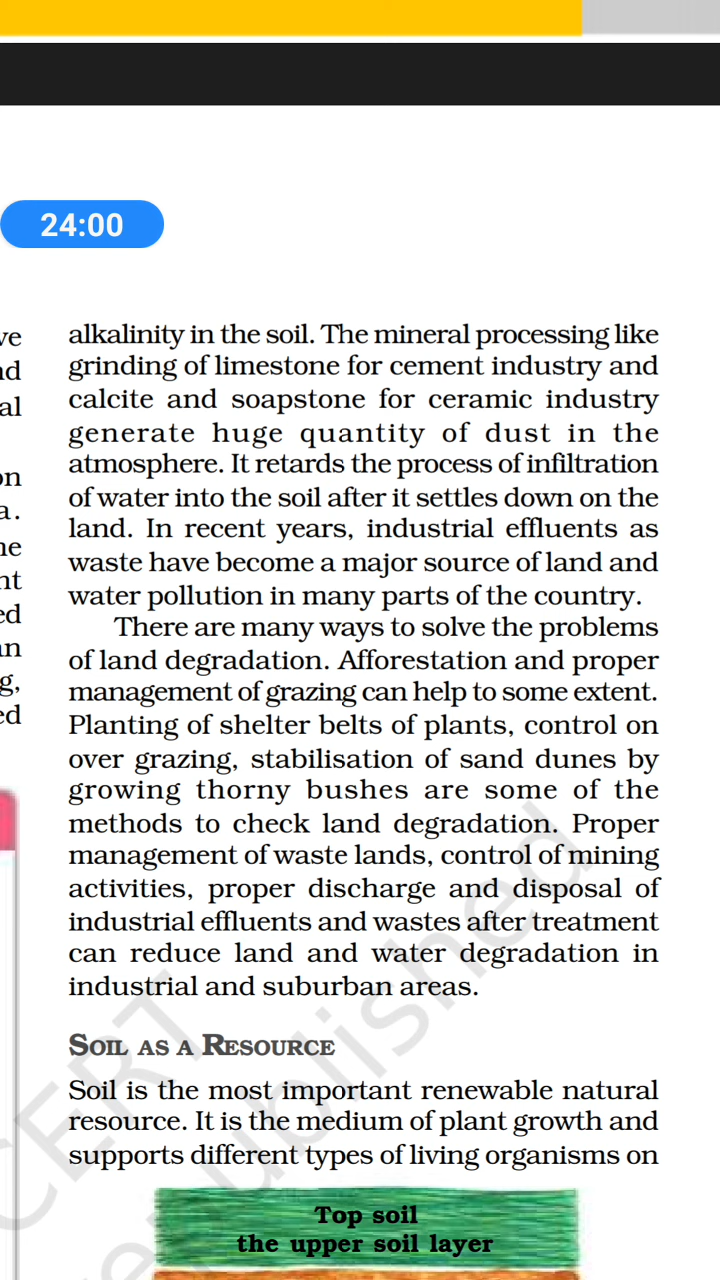 24:00
ve
nd
al
on
a.
ne
nt
ed
an
g,
ed
alkalinity in the soil. The mineral processing like
grinding of limestone for cement industry and
calcite and soapstone for ceramic industry
generate huge quantity of dust in the
atmosphere. It retards the process of infiltration
of water into the soil after it settles down on the
land. In recent years, industrial effluents as
waste have become a major source of land and
water pollution in many parts of the country.
There are many ways to solve the problems
of land degradation. Afforestation and proper
management of grazing can help to some extent.
Planting of shelter belts of plants, control on
over grazing, stabilisation of sand dunes by
growing thorny bushes are some of the
methods to check land degradation. Proper
management of waste lands, control of mining
activities, proper discharge and disposal of
industrial effluents and wastes after treatment
can reduce land and water degradation in
industrial and suburban areas.
SOIL AS A RESOURCE
Soil is the most important renewable natural
resource. It is the medium of plant growth and
supports different types of living organisms on
Top soil
the upper soil layer